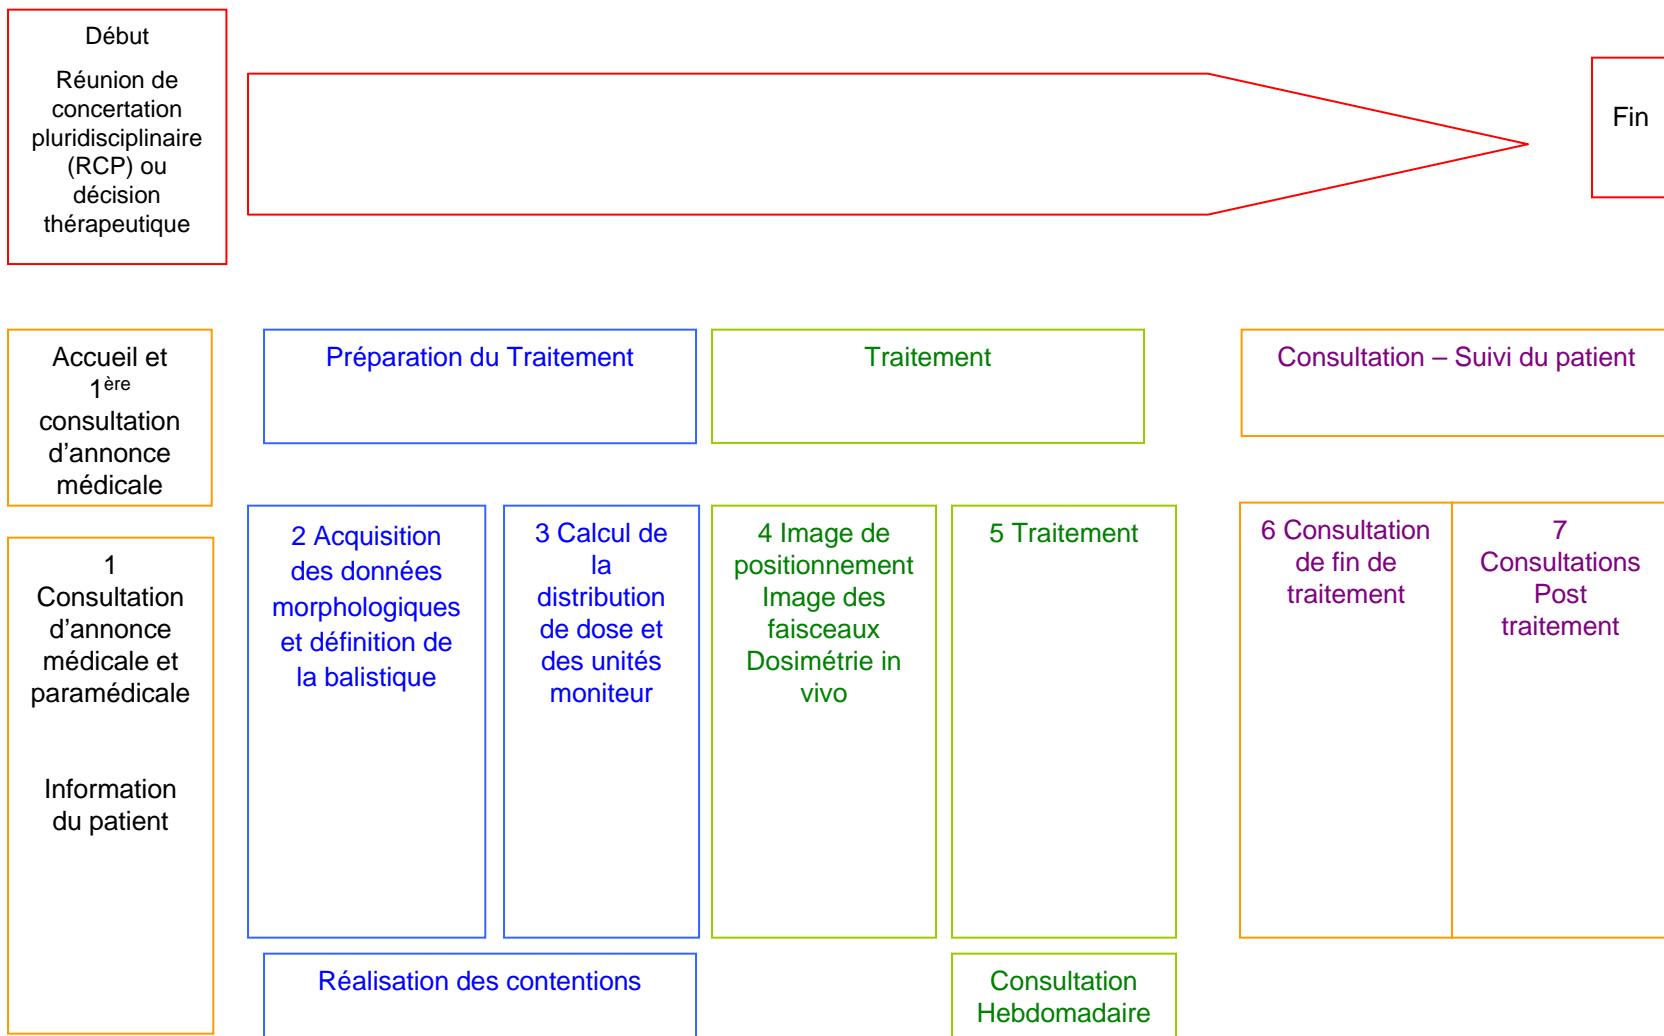 Début
Réunion de
concertation
pluridisciplinaire
(RCP) ou
décision
thérapeutique
Fin
Accueil et
1ère
consultation
d'annonce
médicale
Préparation du Traitement
Traitement
Consultation – Suivi du patient
1
Consultation
d'annonce
médicale et
paramédicale
Information
du patient
2 Acquisition
des données
morphologiques
et définition de
la balistique
3 Calcul de
la
distribution
de dose et
des unités
moniteur
4 Image de
positionnement
Image des
faisceaux
Dosimétrie in
vivo
5 Traitement
6 Consultation
de fin de
traitement
7
Consultations
Post
traitement
Réalisation des contentions
Consultation
Hebdomadaire